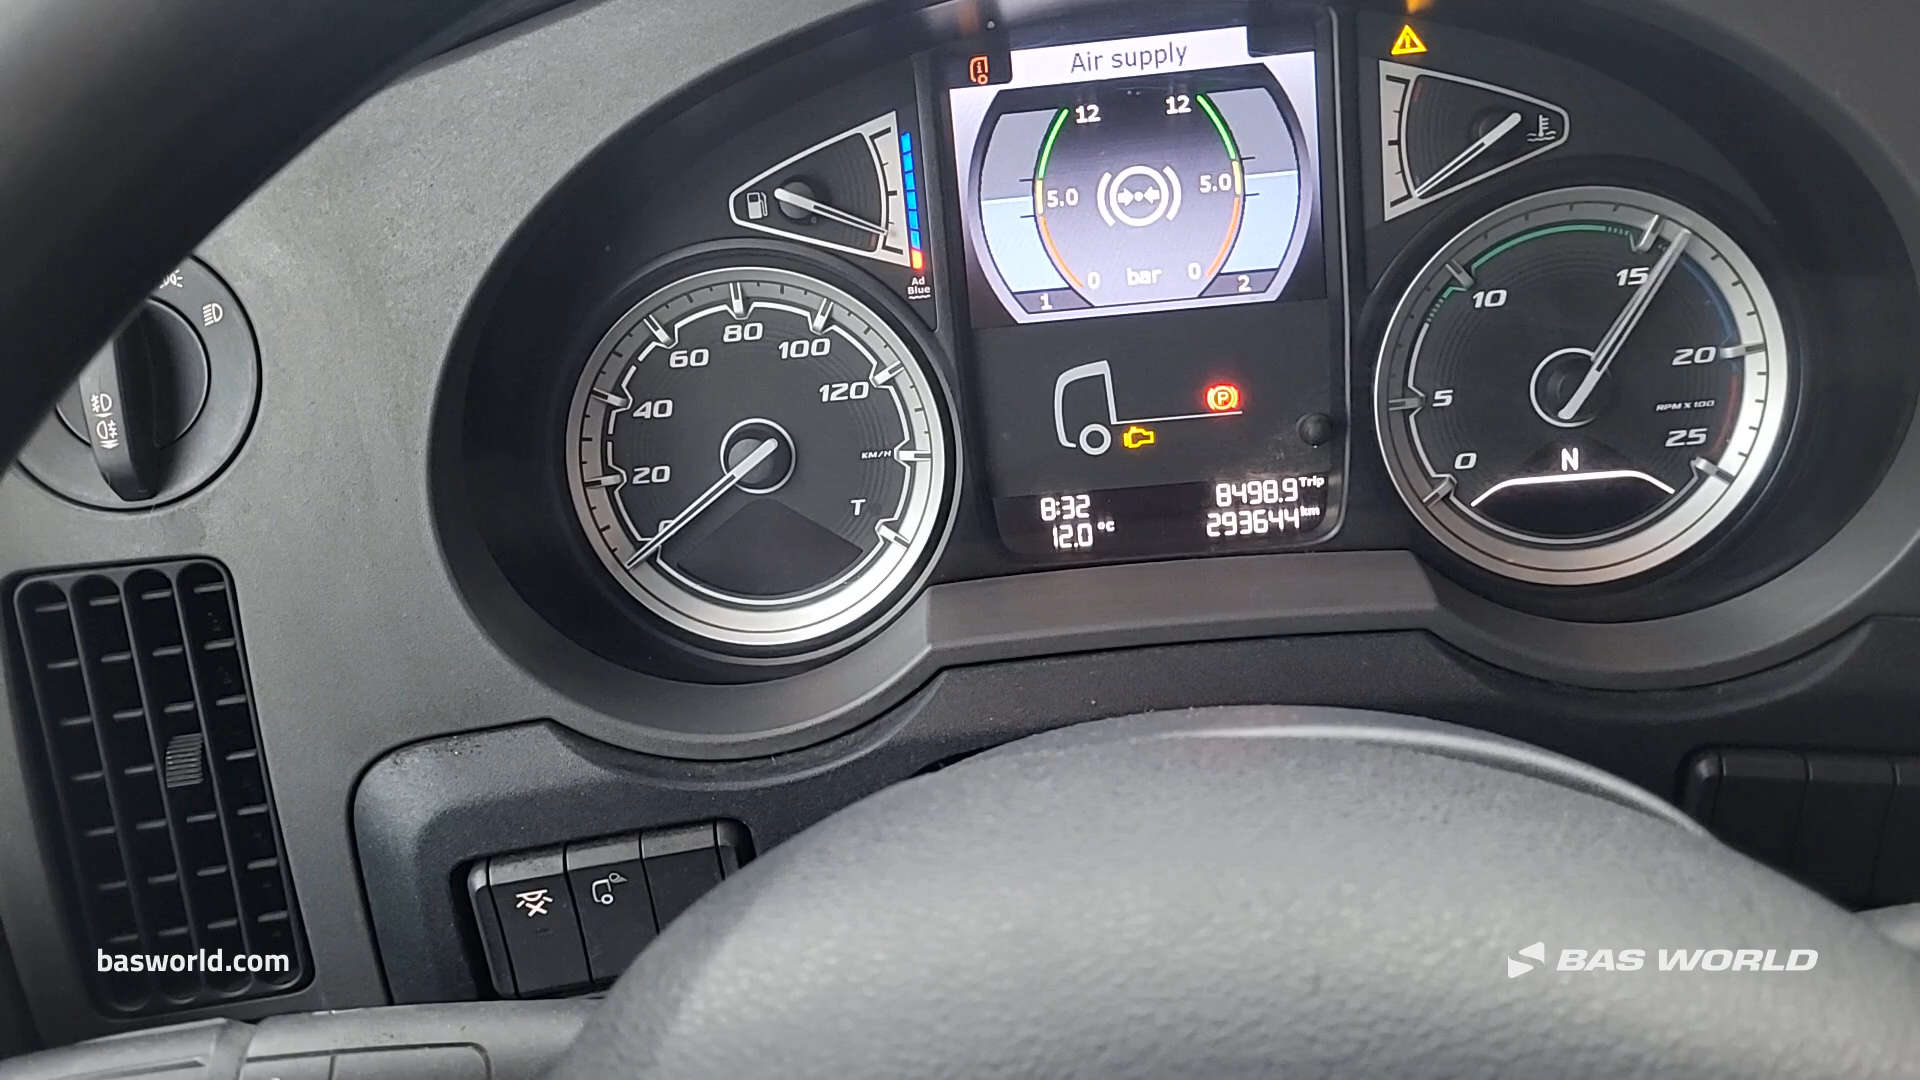 Air supply
12 12
5.0 5.0
0 bar 0
1 2
Ad
Blue
20
40
60
80
100
120
KM/H
T
8:32
12.0 °C
8498.9 Trip
293644 km
P
0
5
10
15
20
25
RPM X 100
N
basworld.com
BAS WORLD